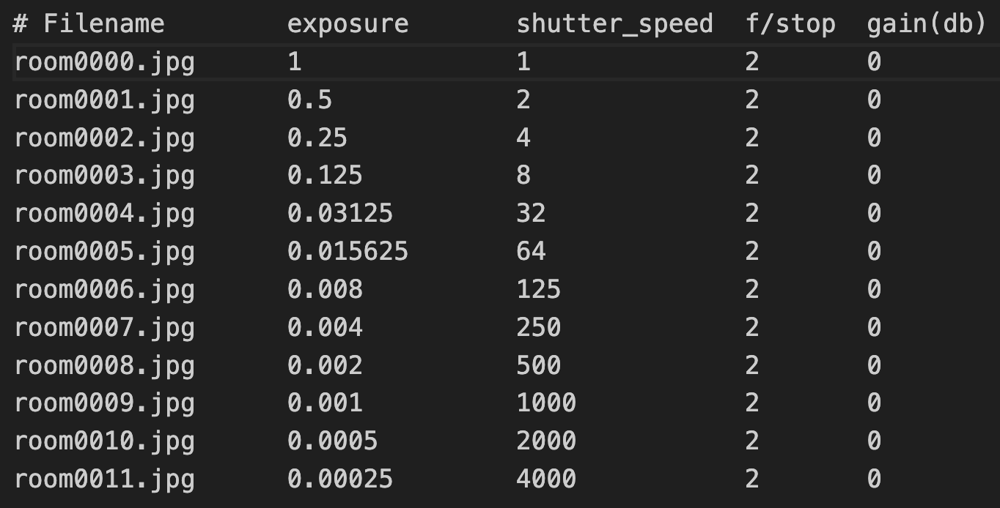 # Filename exposure shutter_speed f/stop gain(db)
room0000.jpg 1 1 2 0
room0001.jpg 0.5 2 2 0
room0002.jpg 0.25 4 2 0
room0003.jpg 0.125 8 2 0
room0004.jpg 0.03125 32 2 0
room0005.jpg 0.015625 64 2 0
room0006.jpg 0.008 125 2 0
room0007.jpg 0.004 250 2 0
room0008.jpg 0.002 500 2 0
room0009.jpg 0.001 1000 2 0
room0010.jpg 0.0005 2000 2 0
room0011.jpg 0.00025 4000 2 0